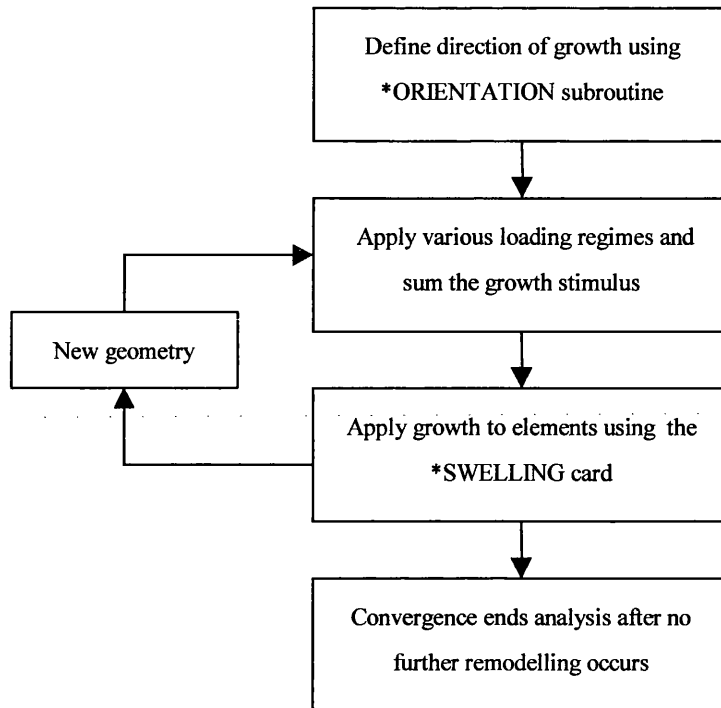 Define direction of growth using
*ORIENTATION subroutine
Apply various loading regimes and
sum the growth stimulus
New geometry
Apply growth to elements using the
*SWELLING card
Convergence ends analysis after no
further remodelling occurs